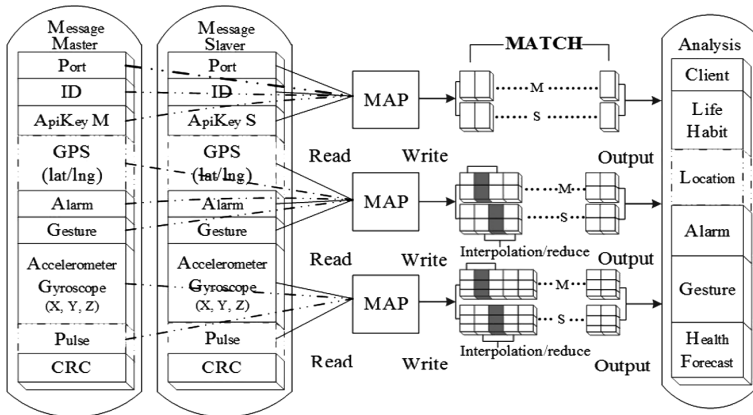 Message
Master
Port
ID
ApiKey M
GPS
(lat/lng)
Alarm
Gesture
Accelerometer
Gyroscope
(X, Y, Z)
Pulse
CRC
Message
Slaver
Port
ID
ApiKey S
GPS
(lat/lng)
Alarm
Gesture
Accelerometer
Gyroscope
(X, Y, Z)
Pulse
CRC
MAP
Read
Write
MAP
Read
Write
MAP
Read
Write
MATCH
M
S
Output
M
S
Interpolation/reduce
Output
M
S
Interpolation/reduce
Output
Analysis
Client
Life
Habit
Location
Alarm
Gesture
Health
Forecast